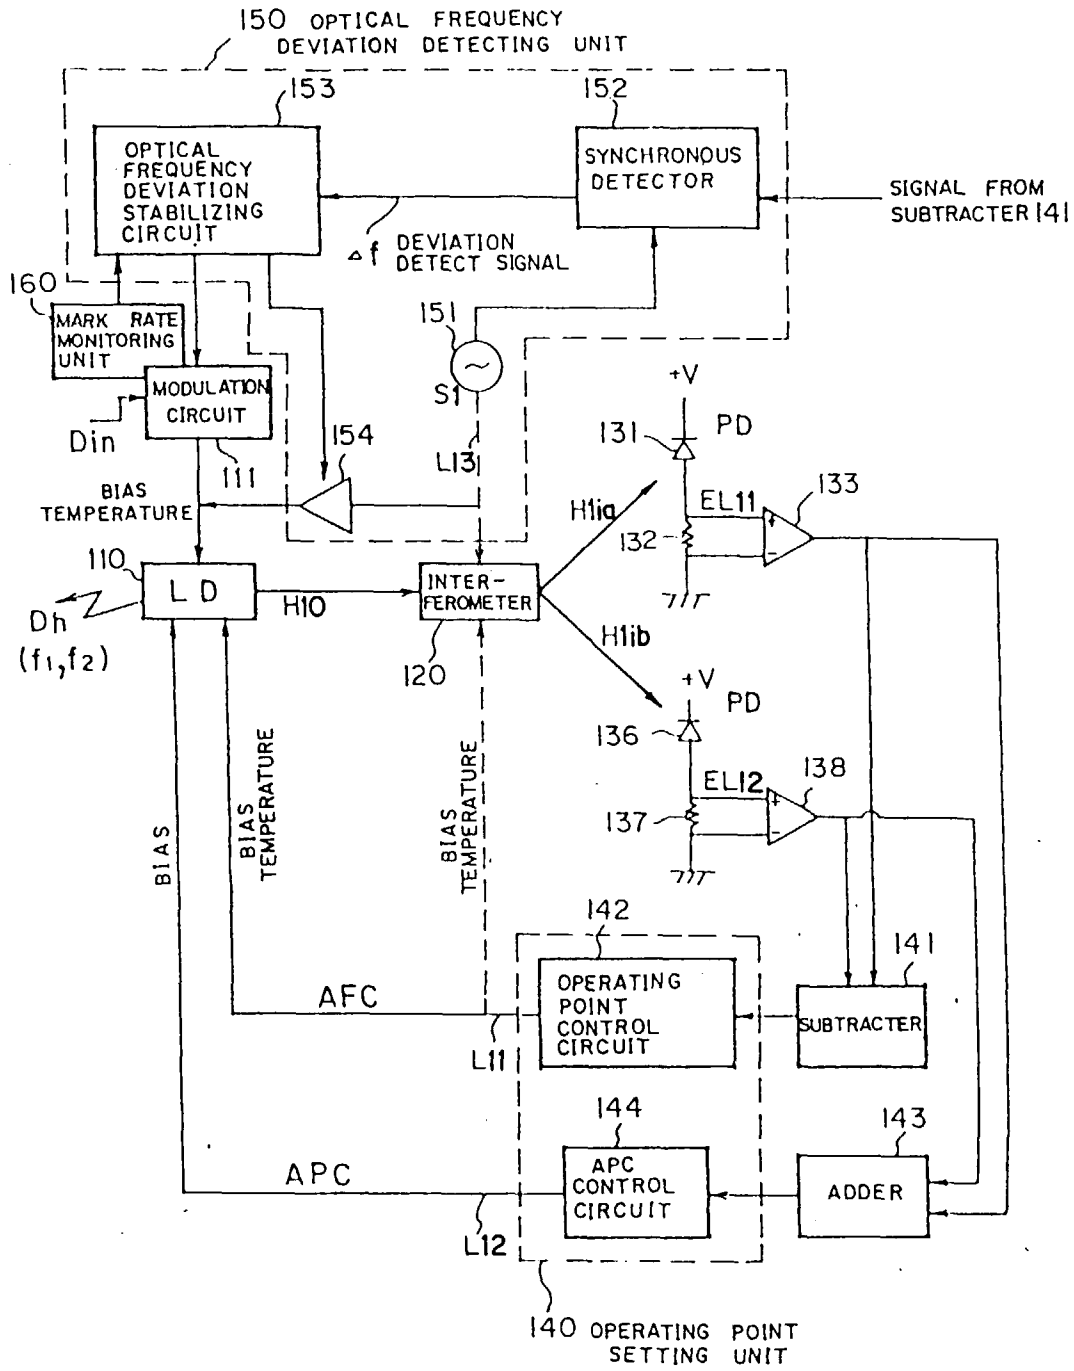 150 OPTICAL FREQUENCY
DEVIATION DETECTING UNIT
153
152
OPTICAL
FREQUENCY
DEVIATION
STABILIZING
CIRCUIT
SYNCHRONOUS
DETECTOR
SIGNAL FROM
SUBTRACTER 141
Δf DEVIATION
DETECT SIGNAL
160
MARK RATE
MONITORING
UNIT
151
~
S1
+V
MODULATION
CIRCUIT
Din
111
154
L13
131
PD
BIAS
TEMPERATURE
H1ia
EL11
133
132
+
-
110
LD
H10
INTER-
FEROMETER
120
Dh
(f1,f2)
H1ib
+V
PD
136
EL12
138
137
+
-
BIAS
BIAS
TEMPERATURE
BIAS
TEMPERATURE
142
141
OPERATING
POINT
CONTROL
CIRCUIT
SUBTRACTER
AFC
L11
144
143
APC
CONTROL
CIRCUIT
ADDER
APC
L12
140 OPERATING POINT
SETTING UNIT